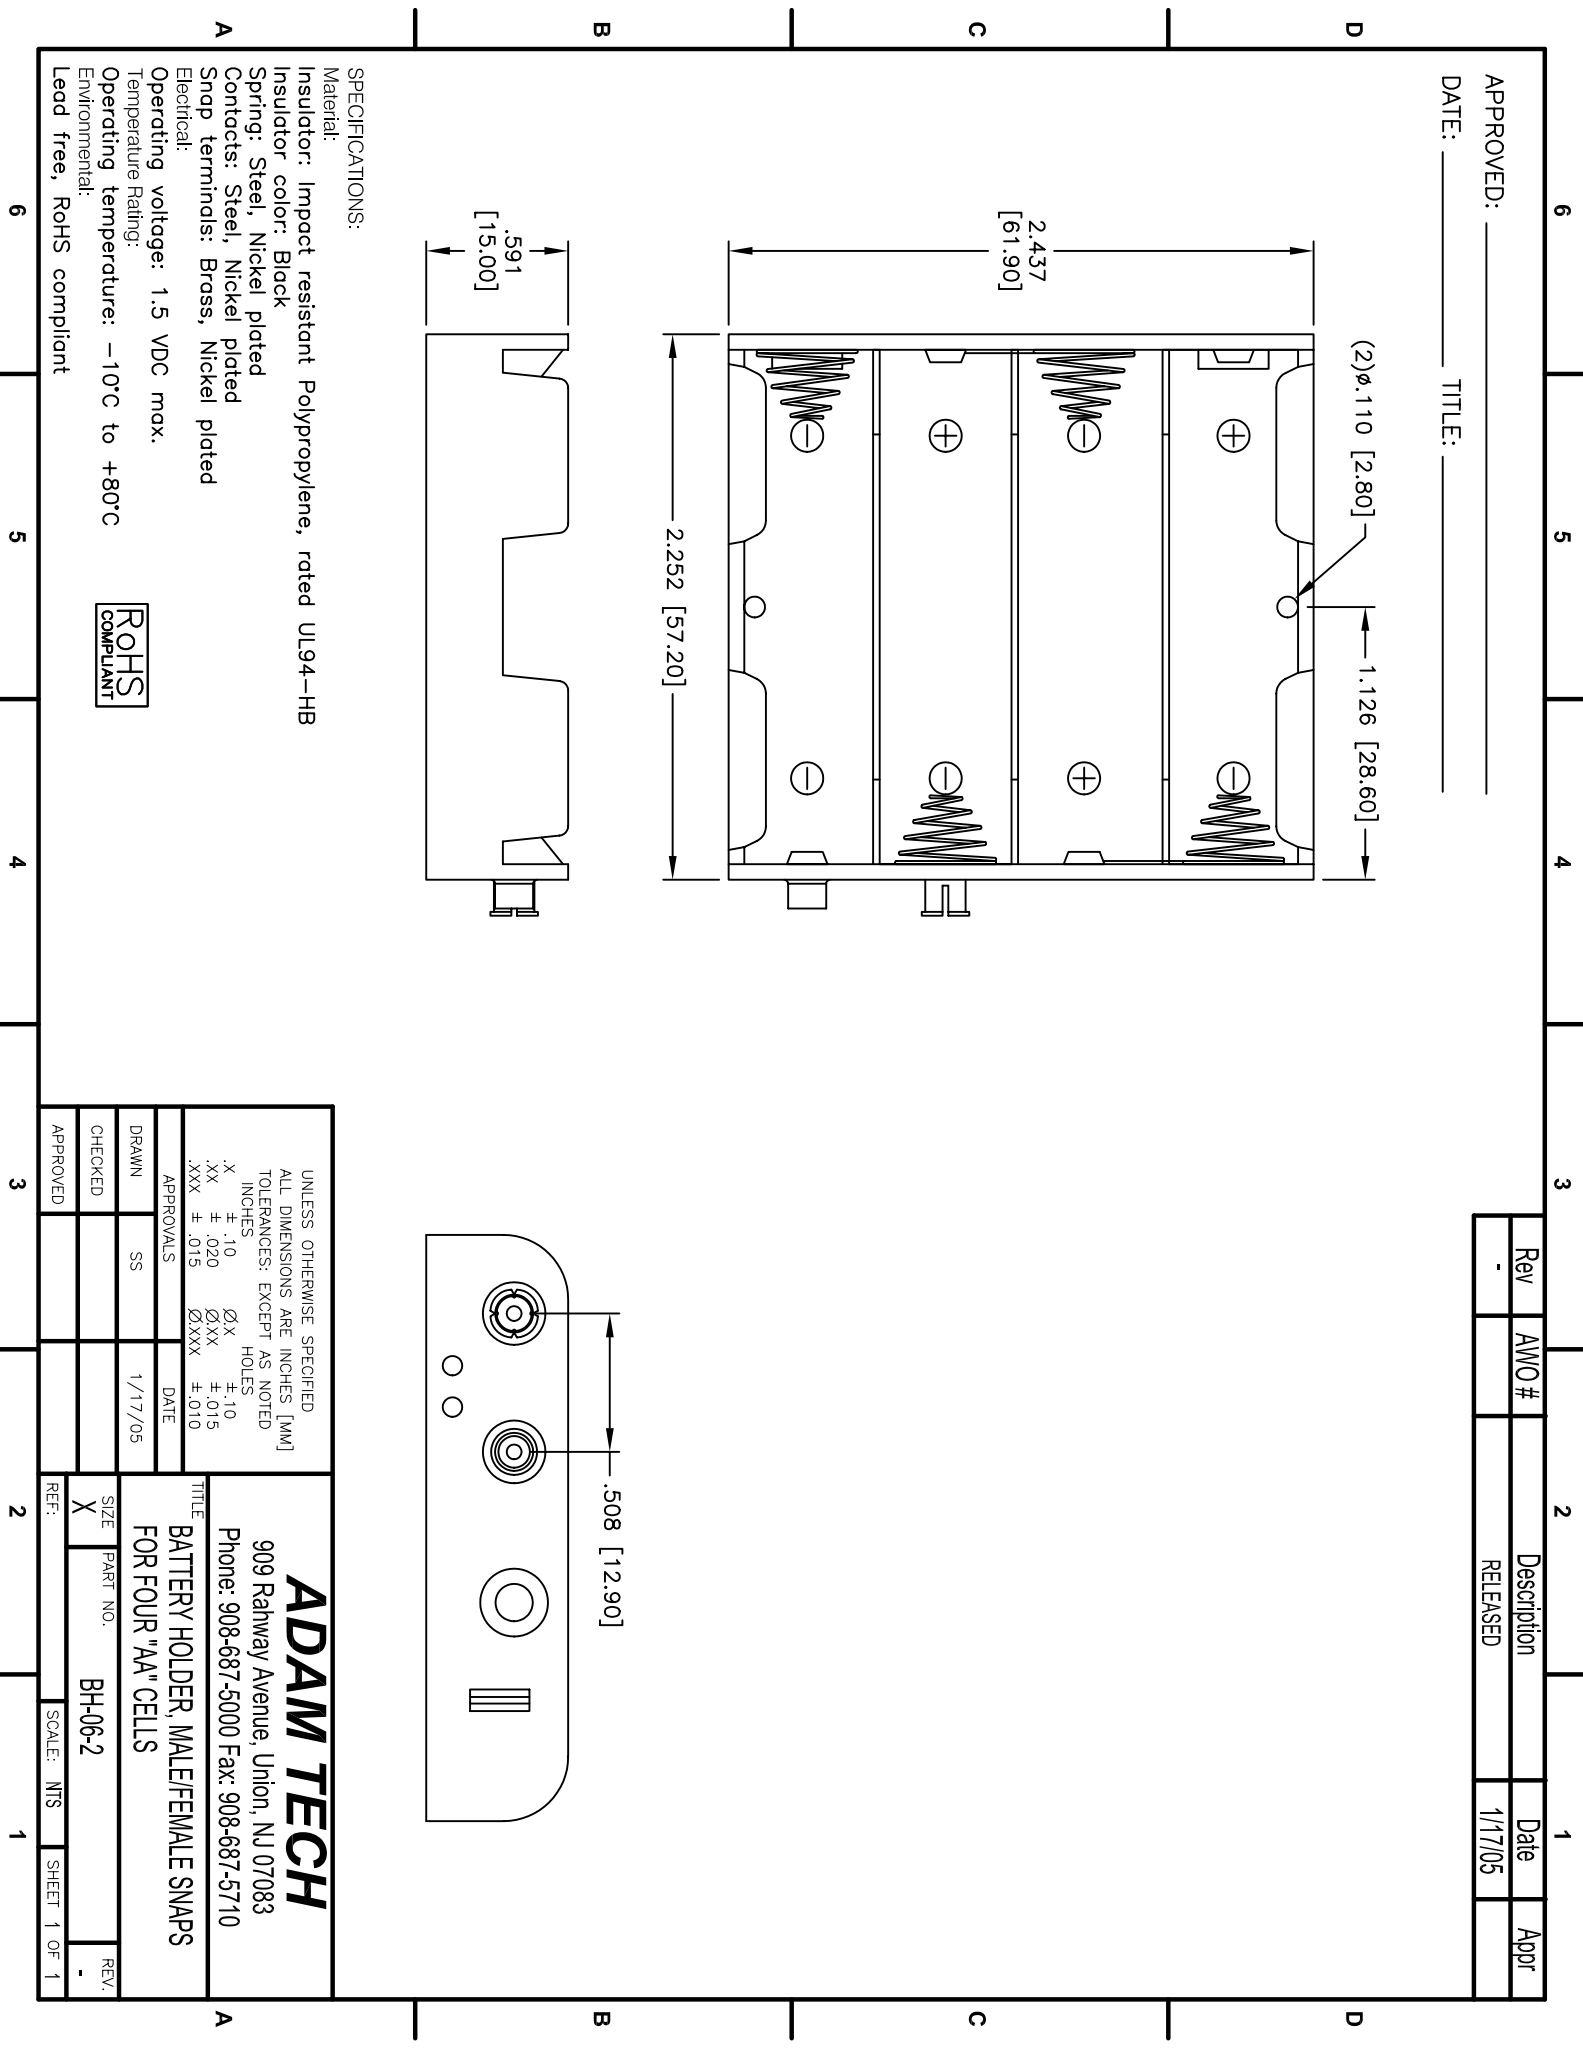 6
5
4
3
2
1
D
C
B
A
APPROVED:
DATE: TITLE:
Rev AWO # Description Date Appr
- RELEASED 1/17/05
(2)ø.110 [2.80]
1.126 [28.60]
2.437
[61.90]
+ − + −
− + − −
2.252 [57.20]
.591
[15.00]
.508 [12.90]
SPECIFICATIONS:
Material:
Insulator: Impact resistant Polypropylene, rated UL94-HB
Insulator color: Black
Spring: Steel, Nickel plated
Contacts: Steel, Nickel plated
Snap terminals: Brass, Nickel plated
Electrical:
Operating voltage: 1.5 VDC max.
Temperature Rating:
Operating temperature: -10°C to +80°C
Environmental:
Lead free, RoHS compliant
RoHS
COMPLIANT
UNLESS OTHERWISE SPECIFIED
ALL DIMENSIONS ARE INCHES [MM]
TOLERANCES: EXCEPT AS NOTED
INCHES HOLES
.X ± .10 Ø.X ±.10
.XX ± .020 Ø.XX ±.015
.XXX ± .015 Ø.XXX ±.010
APPROVALS DATE
DRAWN SS 1/17/05
CHECKED
APPROVED
ADAM TECH
909 Rahway Avenue, Union, NJ 07083
Phone: 908-687-5000 Fax: 908-687-5710
TITLE
BATTERY HOLDER, MALE/FEMALE SNAPS
FOR FOUR "AA" CELLS
SIZE PART NO. REV.
X BH-06-2 -
REF: SCALE: NTS SHEET 1 OF 1
D
C
B
A
6
5
4
3
2
1